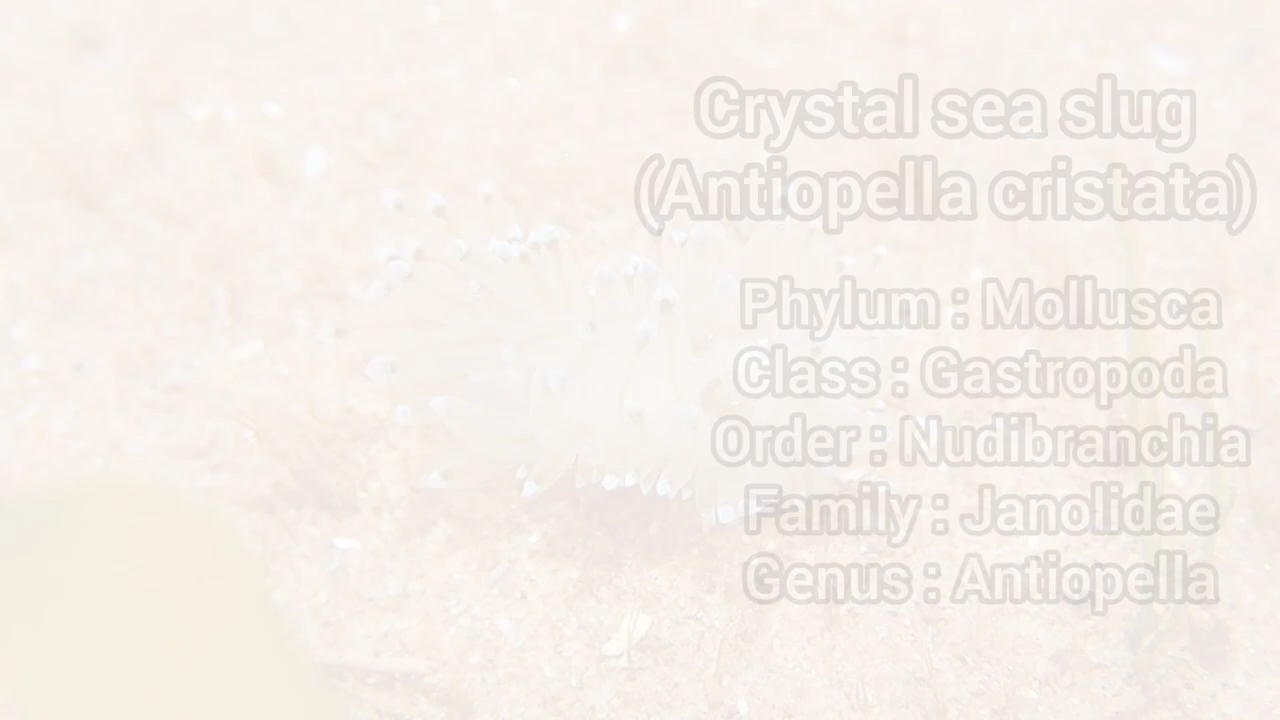 Crystal sea slug
(Antiopella cristata)
Phylum : Mollusca
Class : Gastropoda
Order : Nudibranchia
Family : Janolidae
Genus : Antiopella